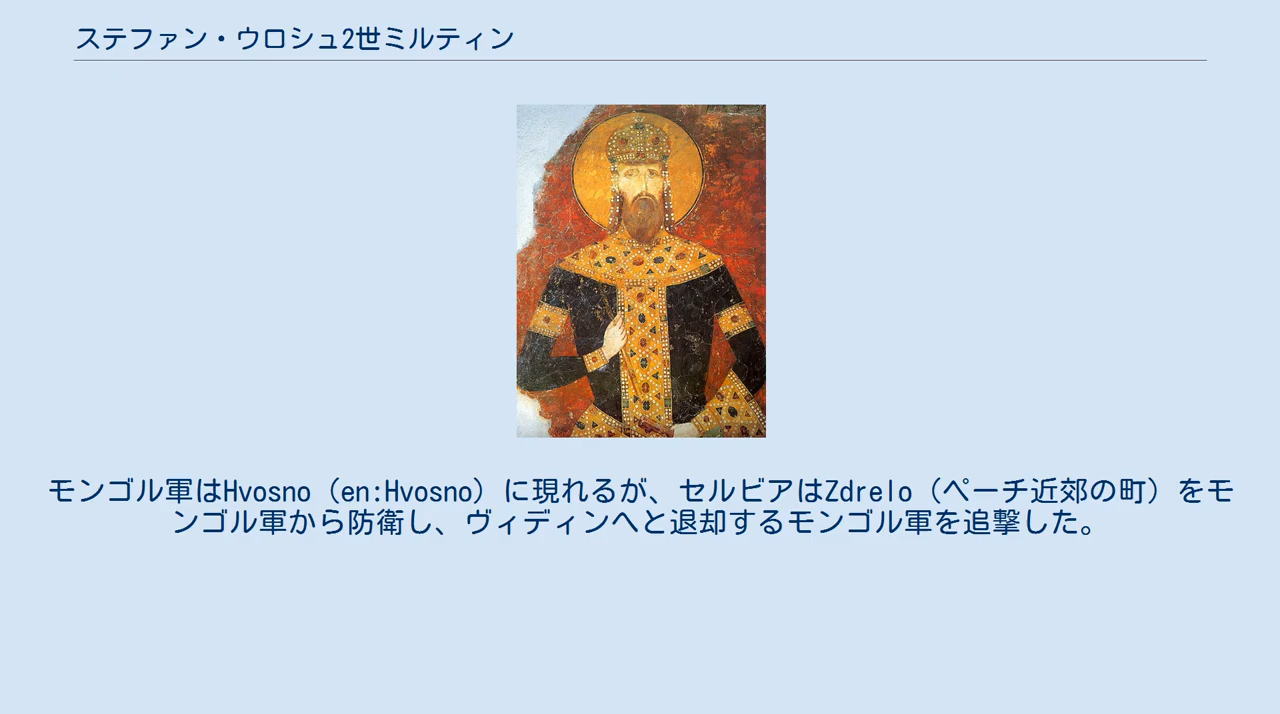 ステファン・ウロシュ2世ミルティン
モンゴル軍はHvosno（en:Hvosno）に現れるが、セルビアはZdrelo（ペーチ近郊の町）をモ
ンゴル軍から防衛し、ヴィディンへと退却するモンゴル軍を追撃した。